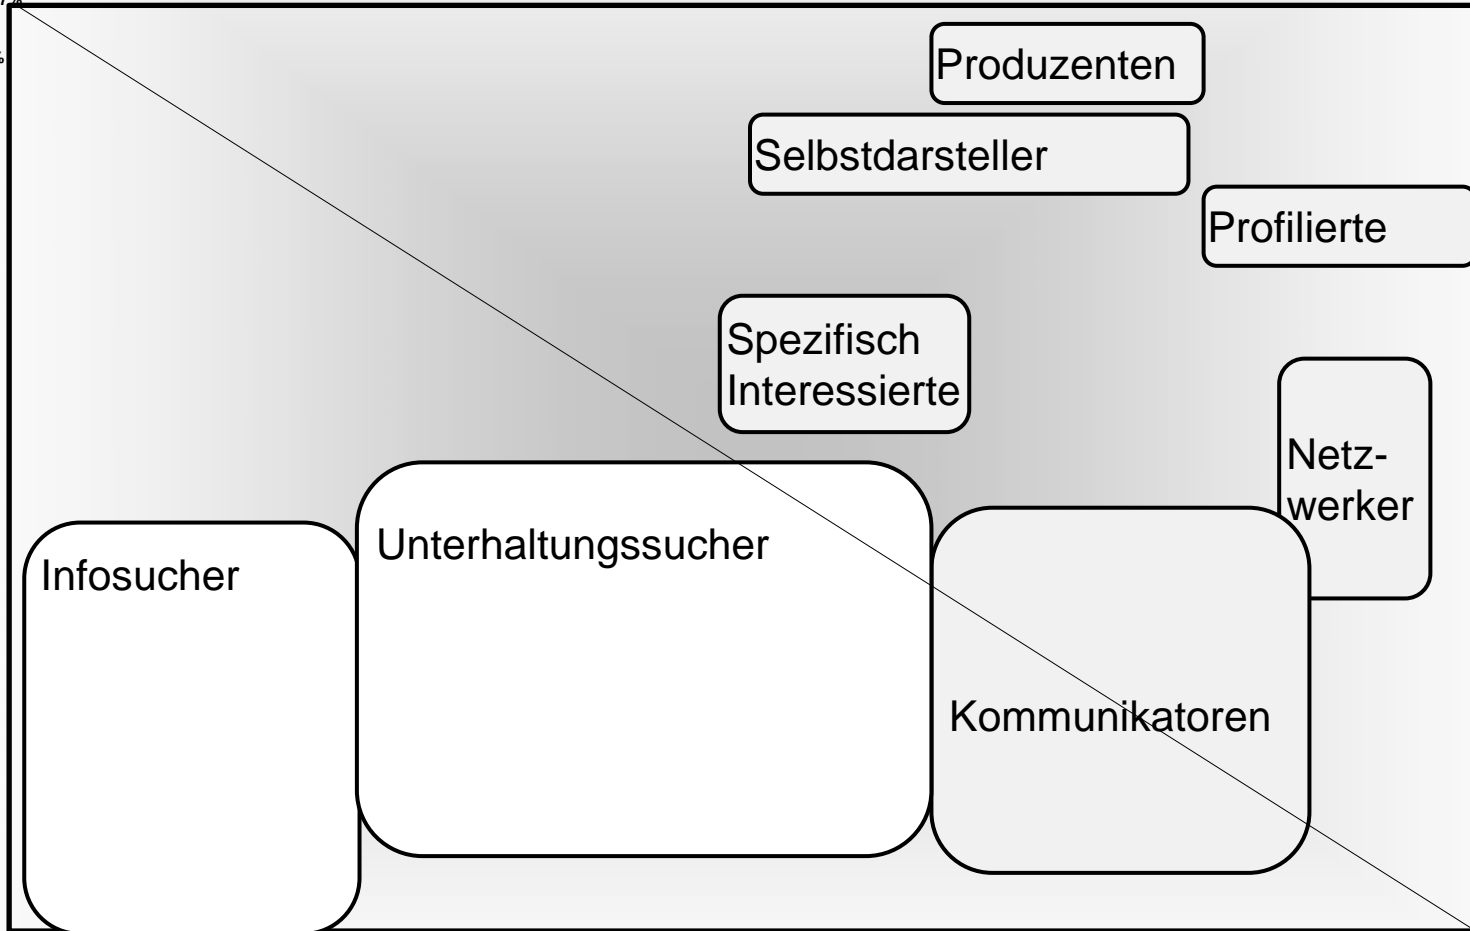 %
Produzenten
Selbstdarsteller
Profilierte
Spezifisch
Interessierte
Netz-
werker
Unterhaltungssucher
Infosucher
Kommunikatoren